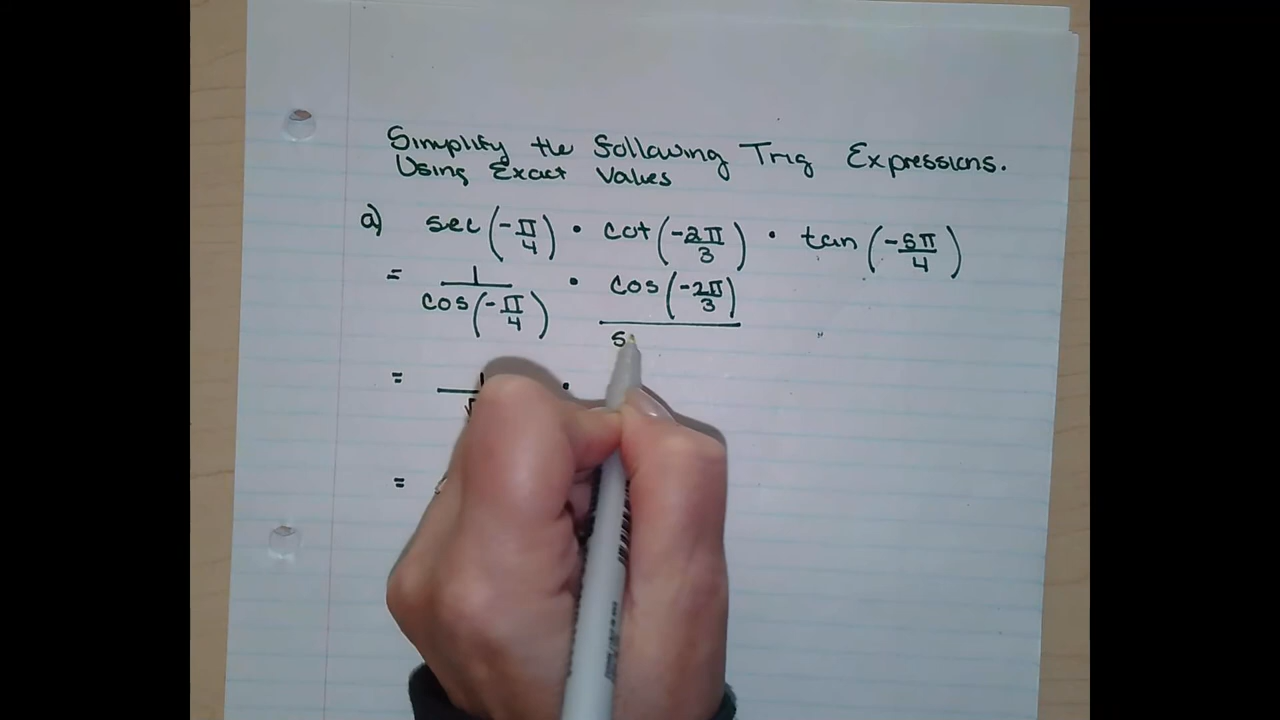 Simplify the Following Trig Expressions.
Using Exact Values
a) sec(-π/4) · cot(-2π/3) · tan(-5π/4)
= 1/cos(-π/4) · cos(-2π/3)/s
= 1/√ ·
=